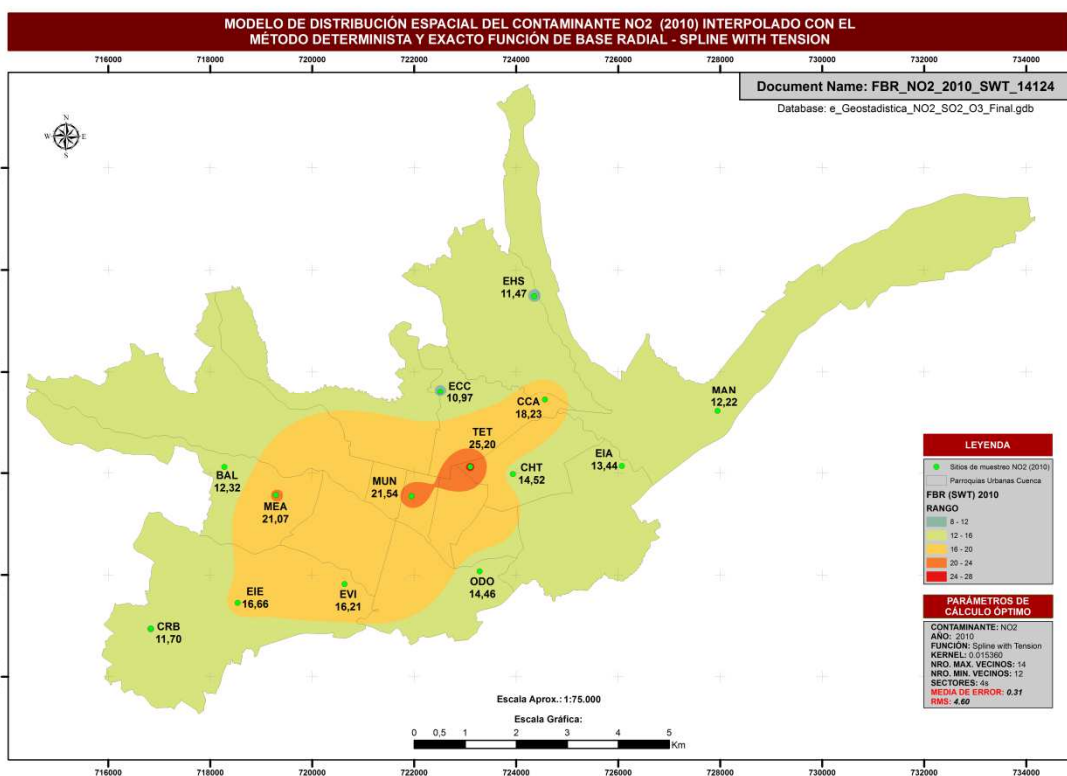 MODELO DE DISTRIBUCIÓN ESPACIAL DEL CONTAMINANTE NO2 (2010) INTERPOLADO CON EL
MÉTODO DETERMINISTA Y EXACTO FUNCIÓN DE BASE RADIAL - SPLINE WITH TENSION
716000 718000 720000 722000 724000 726000 728000 730000 732000 734000
Document Name: FBR_NO2_2010_SWT_14124
Database: e_Geostadistica_NO2_SO2_O3_Final.gdb
N
W E
S
EHS
11,47
ECC
10,97
CCA
18,23
MAN
12,22
TET
25,20
EIA
13,44
CHT
14,52
BAL
12,32
MUN
21,54
MEA
21,07
ODO
14,46
EIE
16,66
EVI
16,21
CRB
11,70
LEYENDA
Sitios de muestreo NO2 (2010)
Parroquias Urbanas Cuenca
FBR (SWT) 2010
RANGO
8 - 12
12 - 16
16 - 20
20 - 24
24 - 28
PARÁMETROS DE
CÁLCULO ÓPTIMO
CONTAMINANTE: NO2
AÑO: 2010
FUNCIÓN: Spline with Tension
KERNEL: 0.015360
NRO. MAX. VECINOS: 14
NRO. MIN. VECINOS: 12
SECTORES: 4s
MEDIA DE ERROR: 0.31
RMS: 4.60
Escala Aprox.: 1:75.000
Escala Gráfica:
0 0,5 1 2 3 4 5
Km
716000 718000 720000 722000 724000 726000 728000 730000 732000 734000